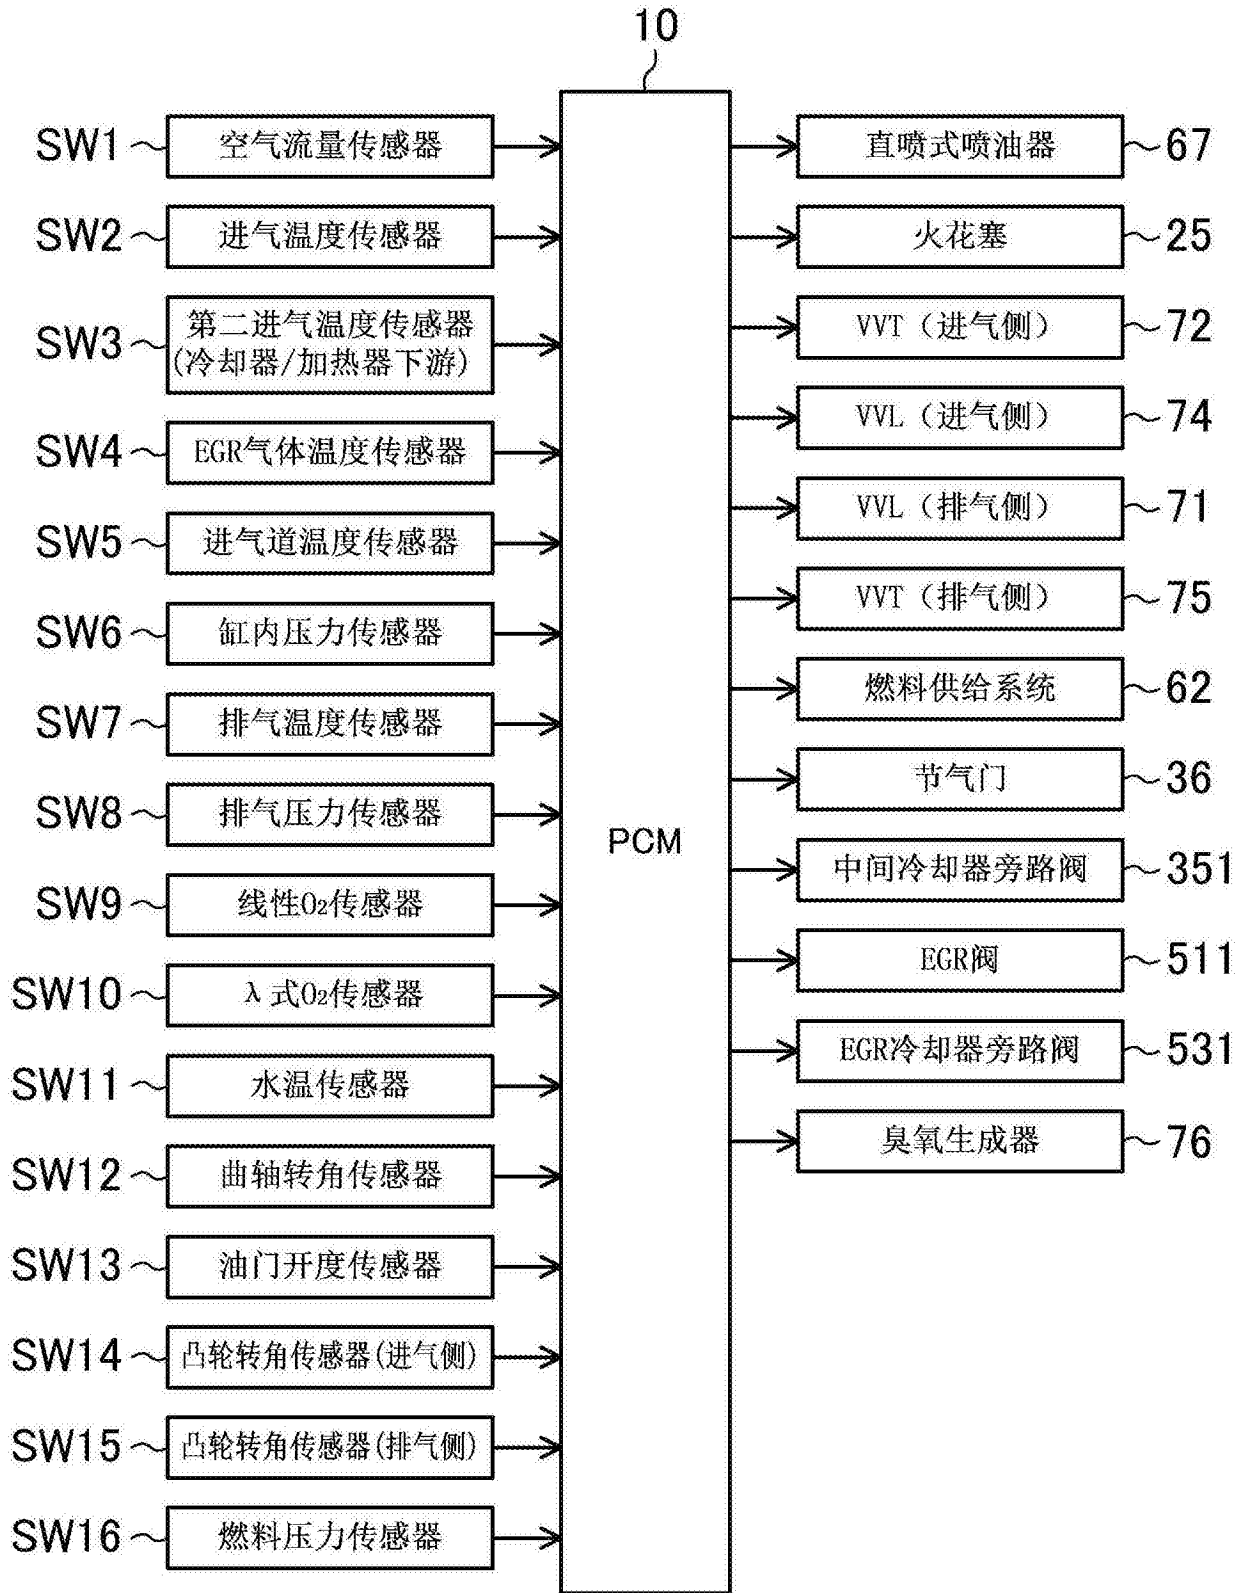 10
SW1 空气流量传感器
SW2 进气温度传感器
SW3 第二进气温度传感器
(冷却器/加热器下游)
SW4 EGR气体温度传感器
SW5 进气道温度传感器
SW6 缸内压力传感器
SW7 排气温度传感器
SW8 排气压力传感器
SW9 线性O₂传感器
SW10 λ式O₂传感器
SW11 水温传感器
SW12 曲轴转角传感器
SW13 油门开度传感器
SW14 凸轮转角传感器(进气侧)
SW15 凸轮转角传感器(排气侧)
SW16 燃料压力传感器
PCM
直喷式喷油器 67
火花塞 25
VVT（进气侧） 72
VVL（进气侧） 74
VVL（排气侧） 71
VVT（排气侧） 75
燃料供给系统 62
节气门 36
中间冷却器旁路阀 351
EGR阀 511
EGR冷却器旁路阀 531
臭氧生成器 76